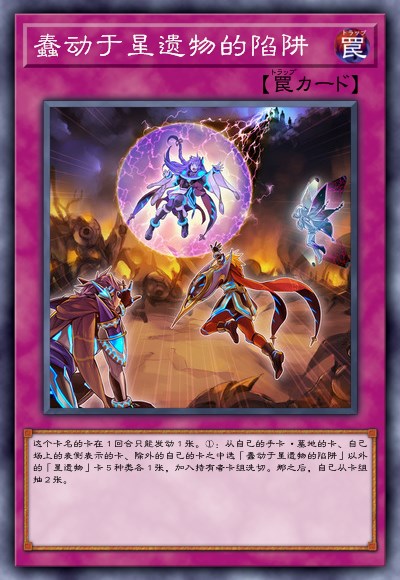 蠢动于星遗物的陷阱
トラップ
罠
【罠カード】
トラップ
这个卡名的卡在1回合只能发动1张。①：从自己的手卡·墓地的卡、自己
场上的表侧表示的卡、除外的自己的卡之中选「蠢动于星遗物的陷阱」以外
的「星遗物」卡5种类各1张，加入持有者卡组洗切。那之后，自己从卡组
抽2张。